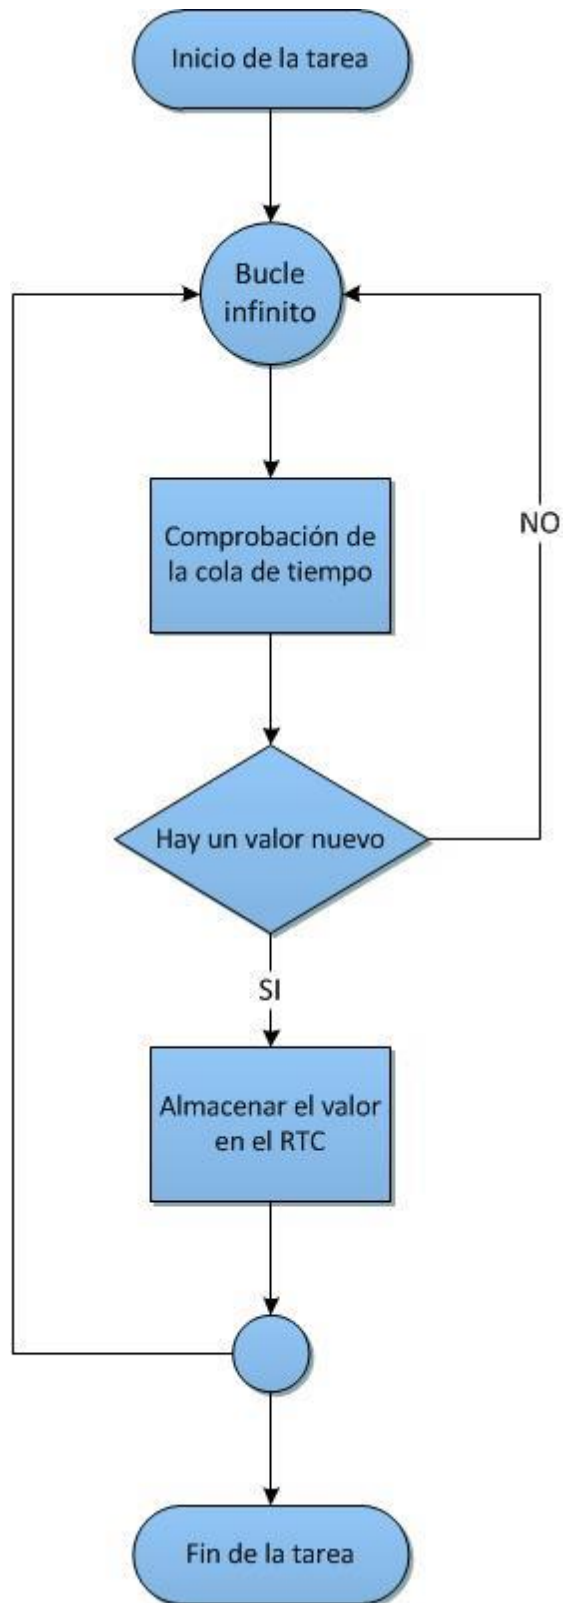 Inicio de la tarea
Bucle
infinito
Comprobación de
la cola de tiempo
NO
Hay un valor nuevo
SI
Almacenar el valor
en el RTC
Fin de la tarea